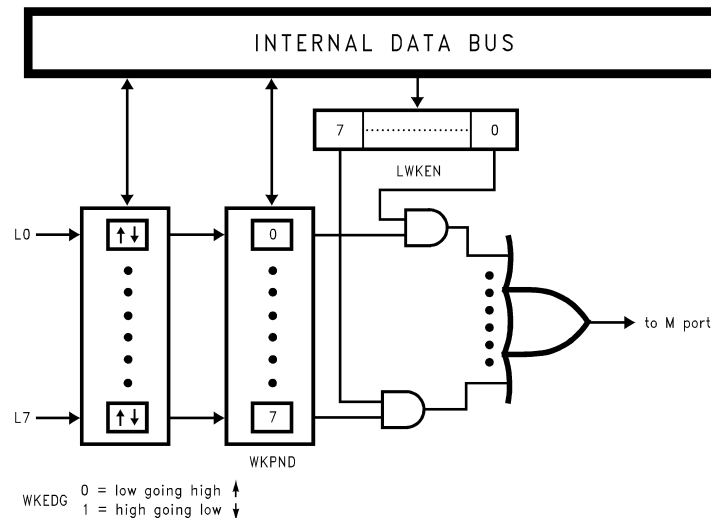 INTERNAL DATA BUS
7 0
LWKEN
L0
0
to M port
L7
7
WKPND
WKEDG
0 = low going high
1 = high going low